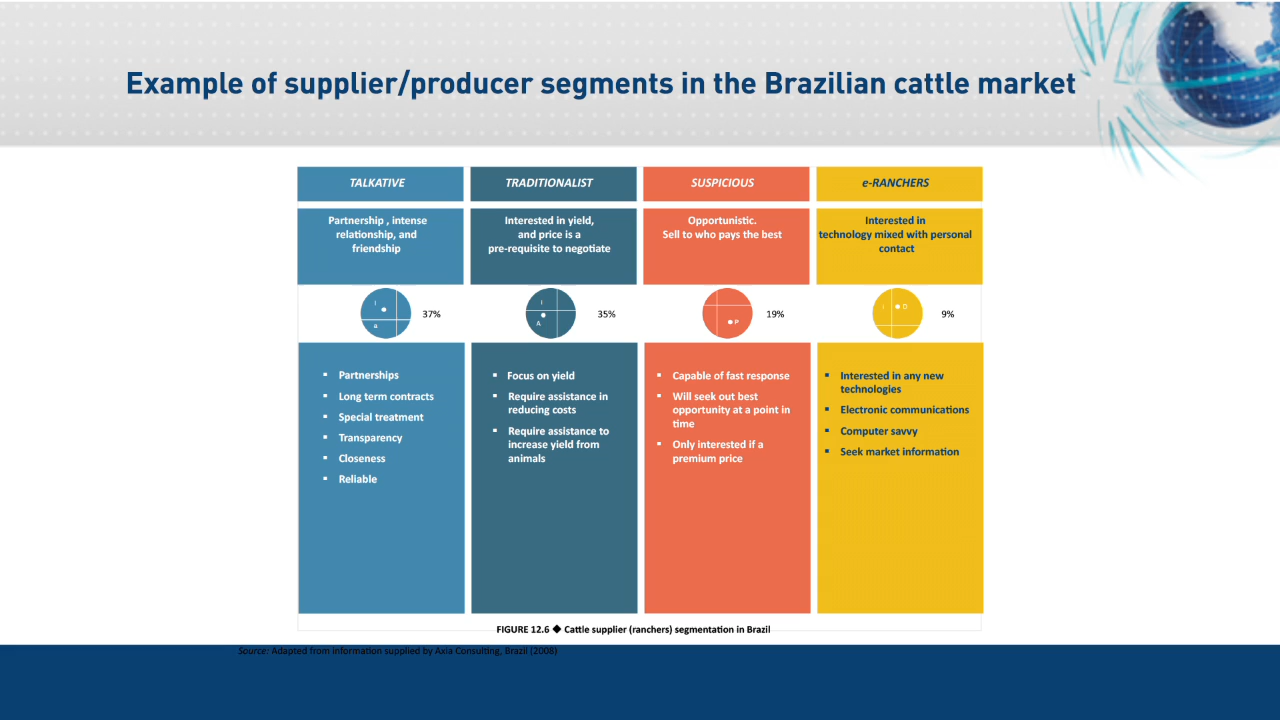 Example of supplier/producer segments in the Brazilian cattle market
TALKATIVE
TRADITIONALIST
SUSPICIOUS
e-RANCHERS
Partnership , intense
relationship, and
friendship
Interested in yield,
and price is a
pre-requisite to negotiate
Opportunistic.
Sell to who pays the best
Interested in
technology mixed with personal
contact
I
a
37%
I
A
35%
P
19%
I
D
9%
▪ Partnerships
▪ Long term contracts
▪ Special treatment
▪ Transparency
▪ Closeness
▪ Reliable
▪ Focus on yield
▪ Require assistance in
reducing costs
▪ Require assistance to
increase yield from
animals
▪ Capable of fast response
▪ Will seek out best
opportunity at a point in
time
▪ Only interested if a
premium price
▪ Interested in any new
technologies
▪ Electronic communications
▪ Computer savvy
▪ Seek market information
FIGURE 12.6 ◆ Cattle supplier (ranchers) segmentation in Brazil
Source: Adapted from information supplied by Axia Consulting, Brazil (2008)